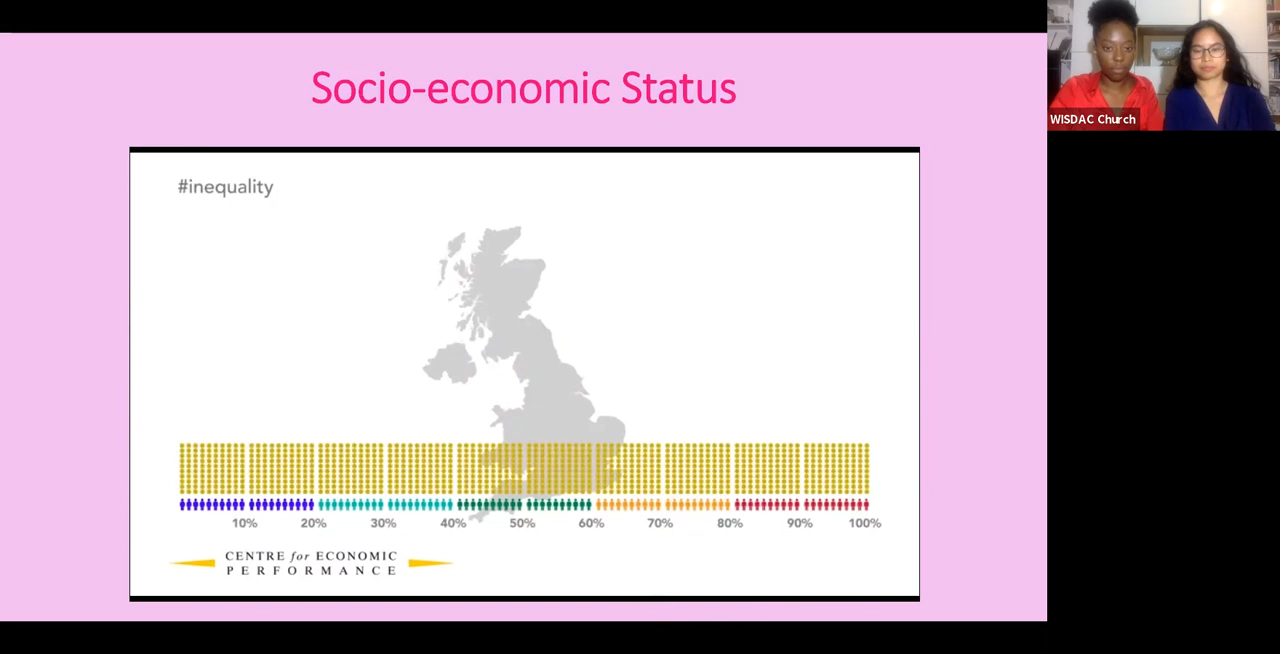 Socio-economic Status
WISDAC Church
#inequality
10% 20% 30% 40% 50% 60% 70% 80% 90% 100%
CENTRE for ECONOMIC
PERFORMANCE